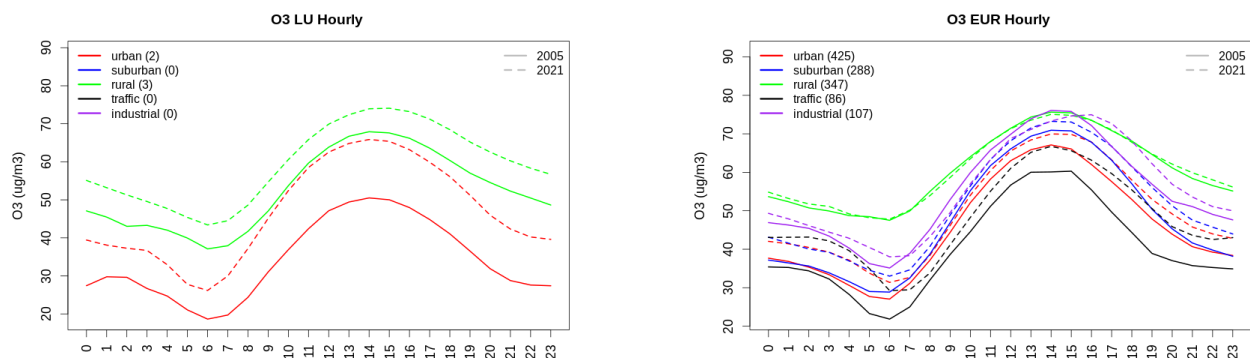 O3 LU Hourly
O3 (ug/m3)
90
80
70
60
50
40
30
20
urban (2)
suburban (0)
rural (3)
traffic (0)
industrial (0)
2005
2021
0 1 2 3 4 5 6 7 8 9 10 11 12 13 14 15 16 17 18 19 20 21 22 23
O3 EUR Hourly
O3 (ug/m3)
90
80
70
60
50
40
30
20
urban (425)
suburban (288)
rural (347)
traffic (86)
industrial (107)
2005
2021
0 1 2 3 4 5 6 7 8 9 10 11 12 13 14 15 16 17 18 19 20 21 22 23